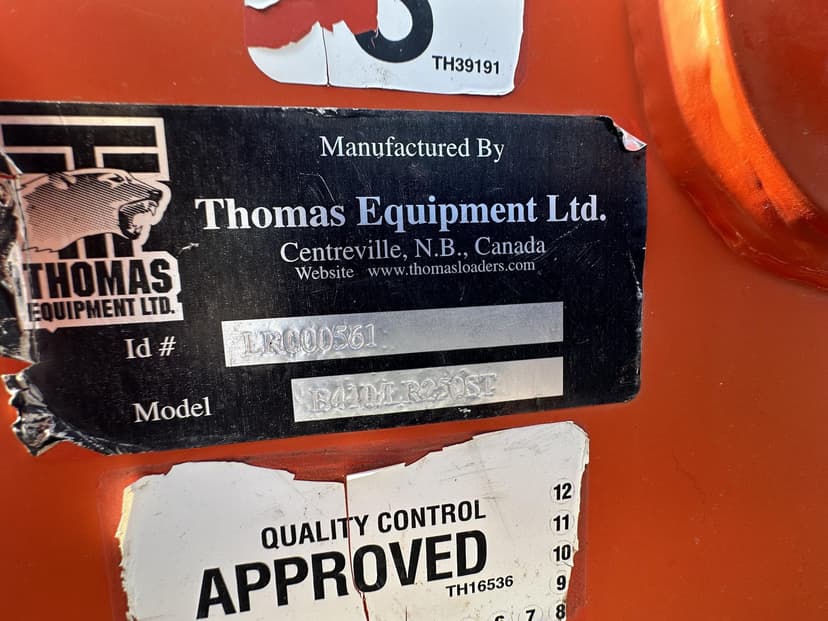 TH39191
Manufactured By
Thomas Equipment Ltd.
Centreville, N.B., Canada
Website www.thomasloaders.com
THOMAS
EQUIPMENT LTD.
Id # LR000561
Model
QUALITY CONTROL
APPROVED
TH16536
12
11
10
9
6 7 8